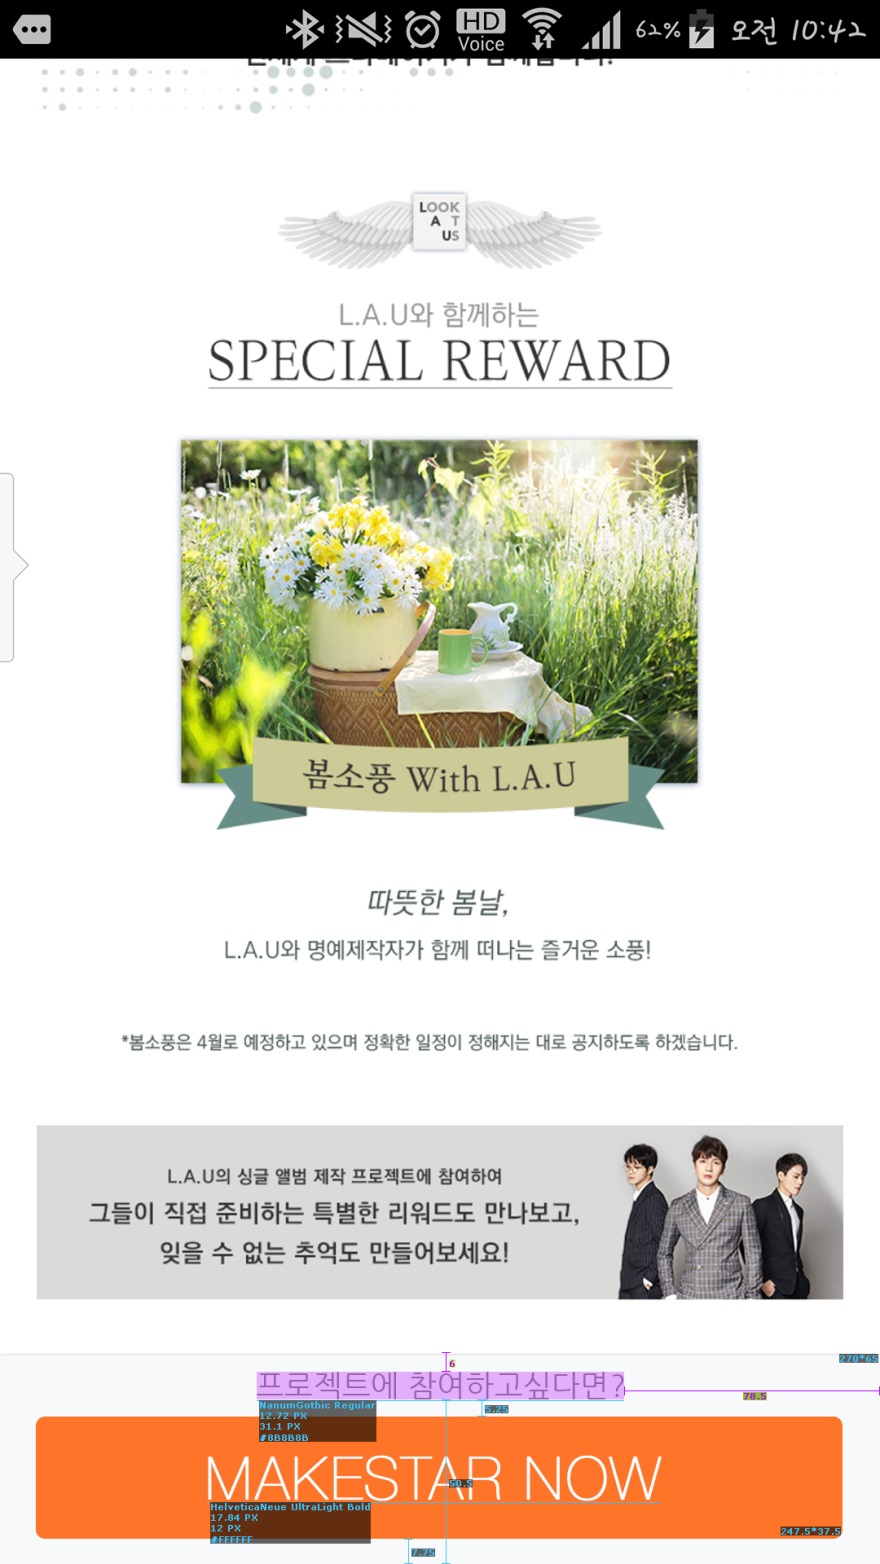 HD
Voice
62%
오전 10:42
LOOK
A T
US
L.A.U와 함께하는
SPECIAL REWARD
봄소풍 With L.A.U
따뜻한 봄날,
L.A.U와 명예제작자가 함께 떠나는 즐거운 소풍!
*봄소풍은 4월로 예정하고 있으며 정확한 일정이 정해지는 대로 공지하도록 하겠습니다.
L.A.U의 싱글 앨범 제작 프로젝트에 참여하여
그들이 직접 준비하는 특별한 리워드도 만나보고,
잊을 수 없는 추억도 만들어보세요!
6
270*65
프로젝트에 참여하고싶다면?
78.5
NanumGothic Regular
12.72 PX
31.1 PX
#8B8B8B
5.25
MAKESTAR NOW
50.5
HelveticaNeue UltraLight Bold
17.84 PX
12 PX
#FFFFFF
247.5*37.5
7.75